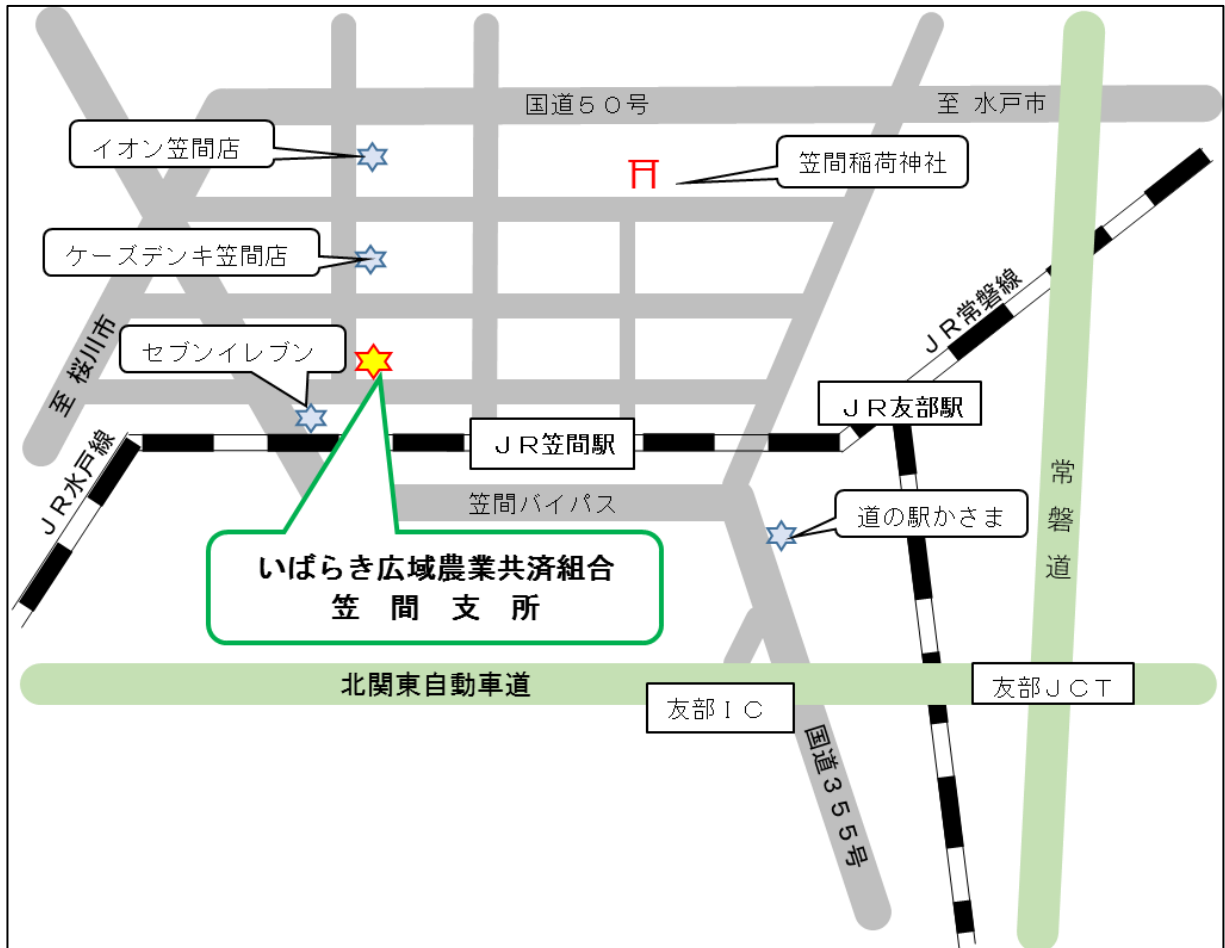 国道５０号
至 水戸市
イオン笠間店
笠間稲荷神社
ケーズデンキ笠間店
ＪＲ常磐線
セブンイレブン
至 桜川市
ＪＲ友部駅
ＪＲ笠間駅
ＪＲ水戸線
笠間バイパス
道の駅かさま
常磐道
いばらき広域農業共済組合
笠　間　支　所
北関東自動車道
友部ＪＣＴ
友部ＩＣ
国道３５５号